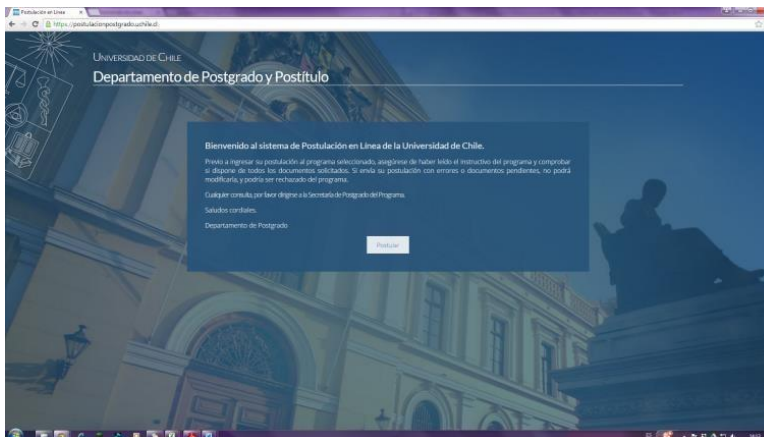 Postulación en Línea
https://postulacionpostgrado.uchile.cl
UNIVERSIDAD DE CHILE
Departamento de Postgrado y Postítulo
Bienvenido al sistema de Postulación en Línea de la Universidad de Chile.
Previo a ingresar su postulación al programa seleccionado, asegúrese de haber leído el instructivo del programa y comprobar
si dispone de todos los documentos solicitados. Si envía su postulación con errores o documentos pendientes, no podrá
modificarla, y podría ser rechazado del programa.
Cualquier consulta, por favor dirigirse a la Secretaría de Postgrado del Programa.
Saludos cordiales,
Departamento de Postgrado
Postular